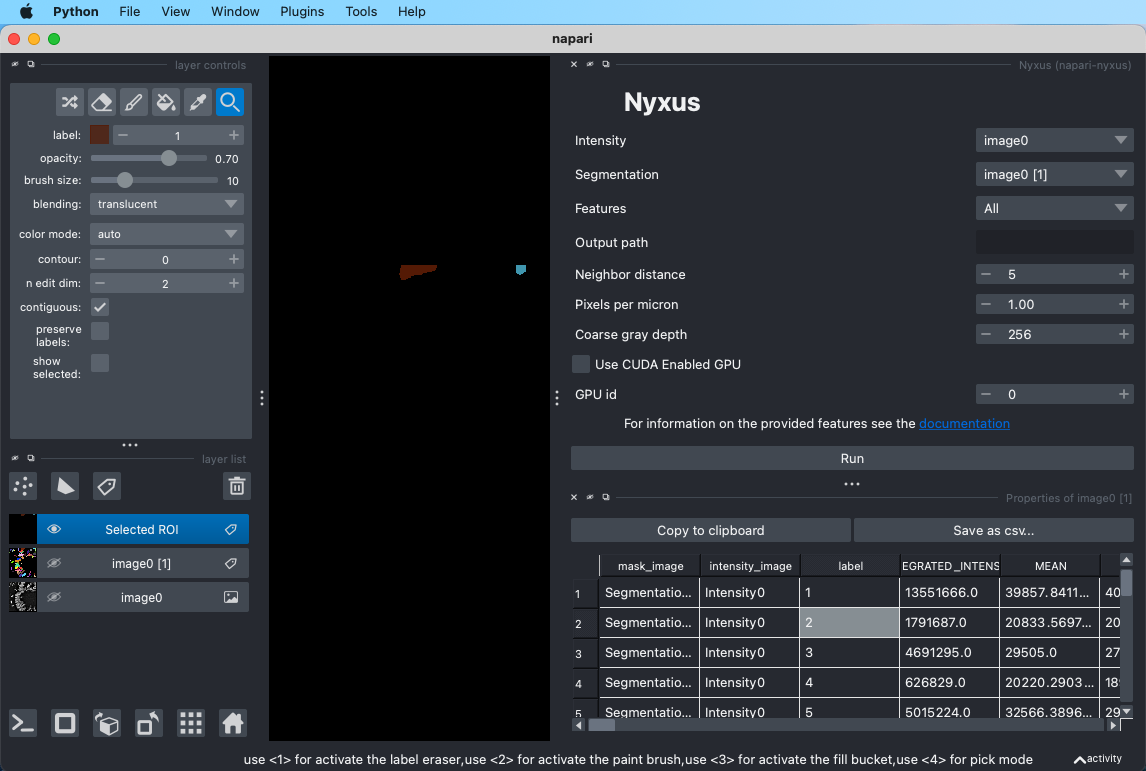 Python File View Window Plugins Tools Help
napari
layer controls
label: 1
opacity: 0.70
brush size: 10
blending: translucent
color mode: auto
contour: 0
n edit dim: 2
contiguous:
preserve
labels:
show
selected:
layer list
Selected ROI
image0 [1]
image0
Nyxus (napari-nyxus)
Nyxus
Intensity image0
Segmentation image0 [1]
Features All
Output path
Neighbor distance 5
Pixels per micron 1.00
Coarse gray depth 256
Use CUDA Enabled GPU
GPU id 0
For information on the provided features see the documentation
Run
Properties of image0 [1]
Copy to clipboard Save as csv...
mask_image intensity_image label EGRATED_INTENS MEAN
1 Segmentatio... Intensity0 1 13551666.0 39857.8411... 40
2 Segmentatio... Intensity0 2 1791687.0 20833.5697... 20
3 Segmentatio... Intensity0 3 4691295.0 29505.0 27
4 Segmentatio... Intensity0 4 626829.0 20220.2903... 18
5 Segmentatio... Intensity0 5 5015224.0 32566.3896... 29
use <1> for activate the label eraser,use <2> for activate the paint brush,use <3> for activate the fill bucket,use <4> for pick mode
activity